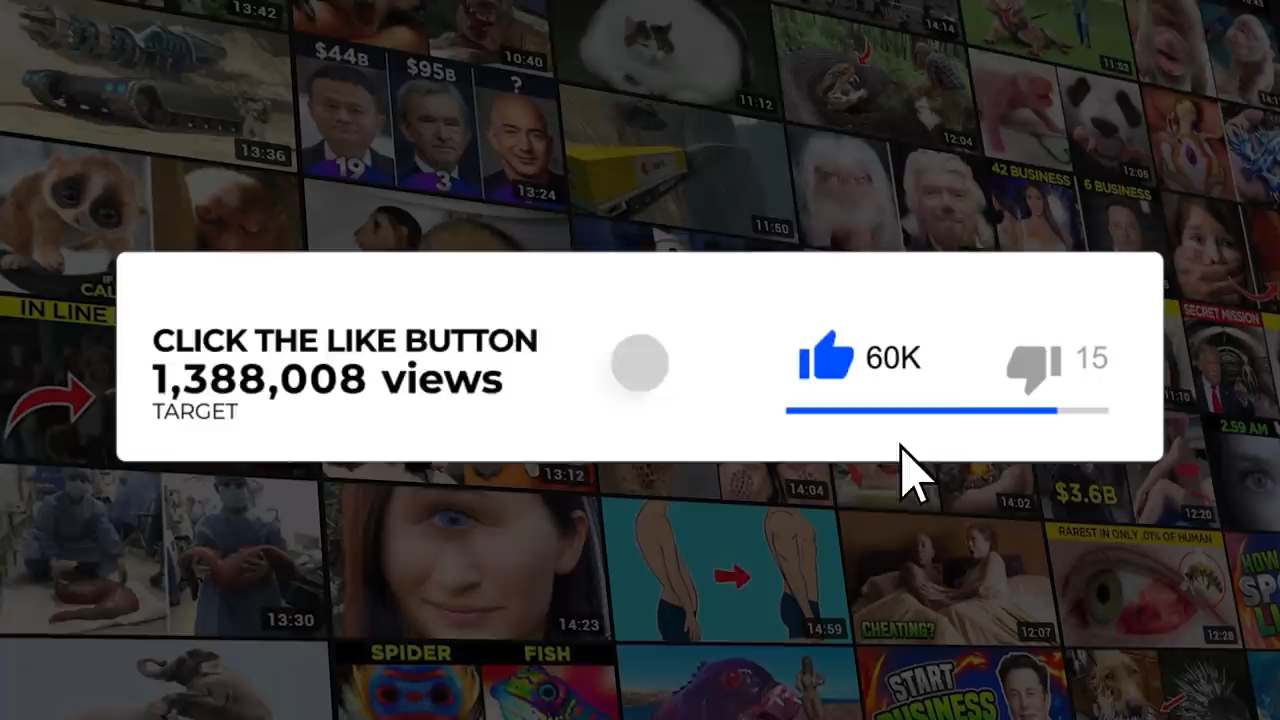 13:42
10:40
14:14
11:53
$44B
$95B
?
11:12
12:04
12:05
13:36
19
3
13:24
11:50
42 BUSINESS
6 BUSINESS
IN LINE
SECRET MISSION
CLICK THE LIKE BUTTON
1,388,008 views
TARGET
60K
15
11:10
2.59 AM
13:12
14:04
14:02
$3.6B
12:20
RAREST IN ONLY .01% OF HUMAN
13:30
14:23
14:59
CHEATING?
12:07
12:28
SPIDER
FISH
START
BUSINESS